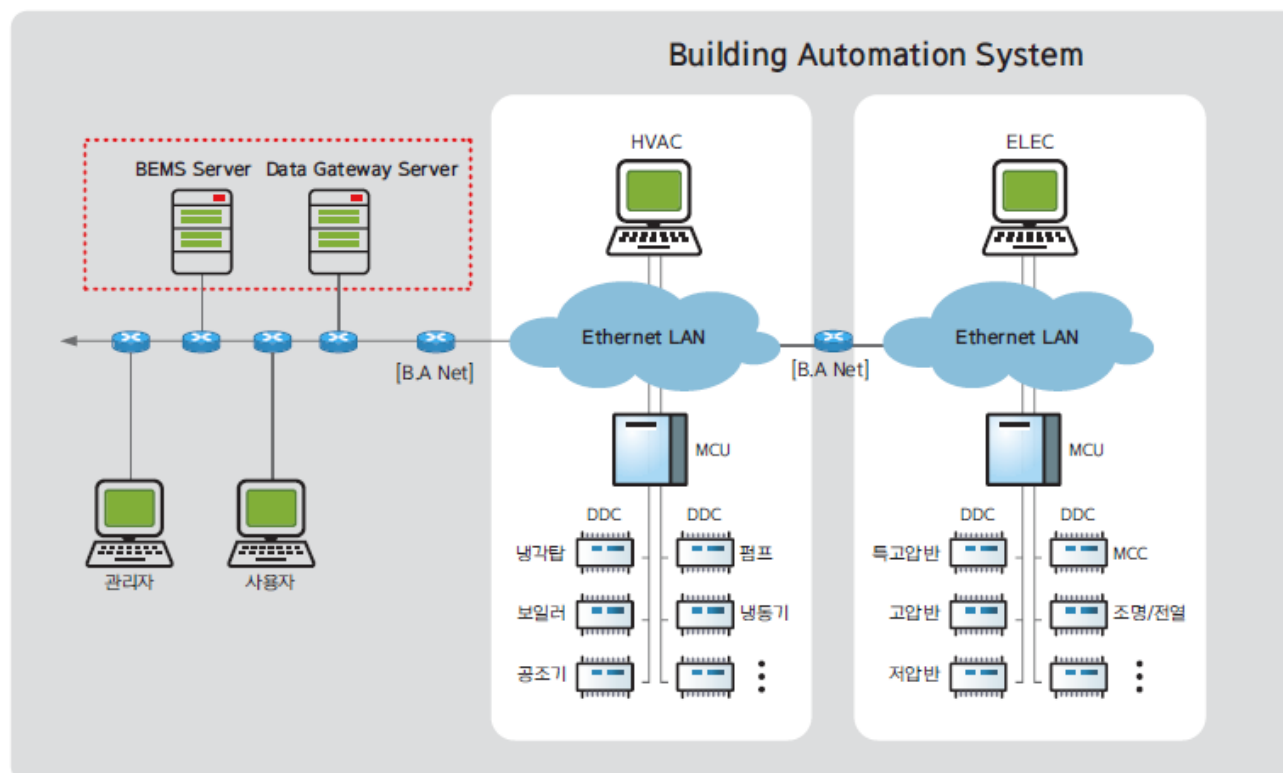 Building Automation System
BEMS Server
Data Gateway Server
HVAC
ELEC
Ethernet LAN
Ethernet LAN
[B.A Net]
[B.A Net]
MCU
MCU
관리자
사용자
DDC
DDC
냉각탑
펌프
보일러
냉동기
공조기
DDC
DDC
특고압반
MCC
고압반
조명/전열
저압반